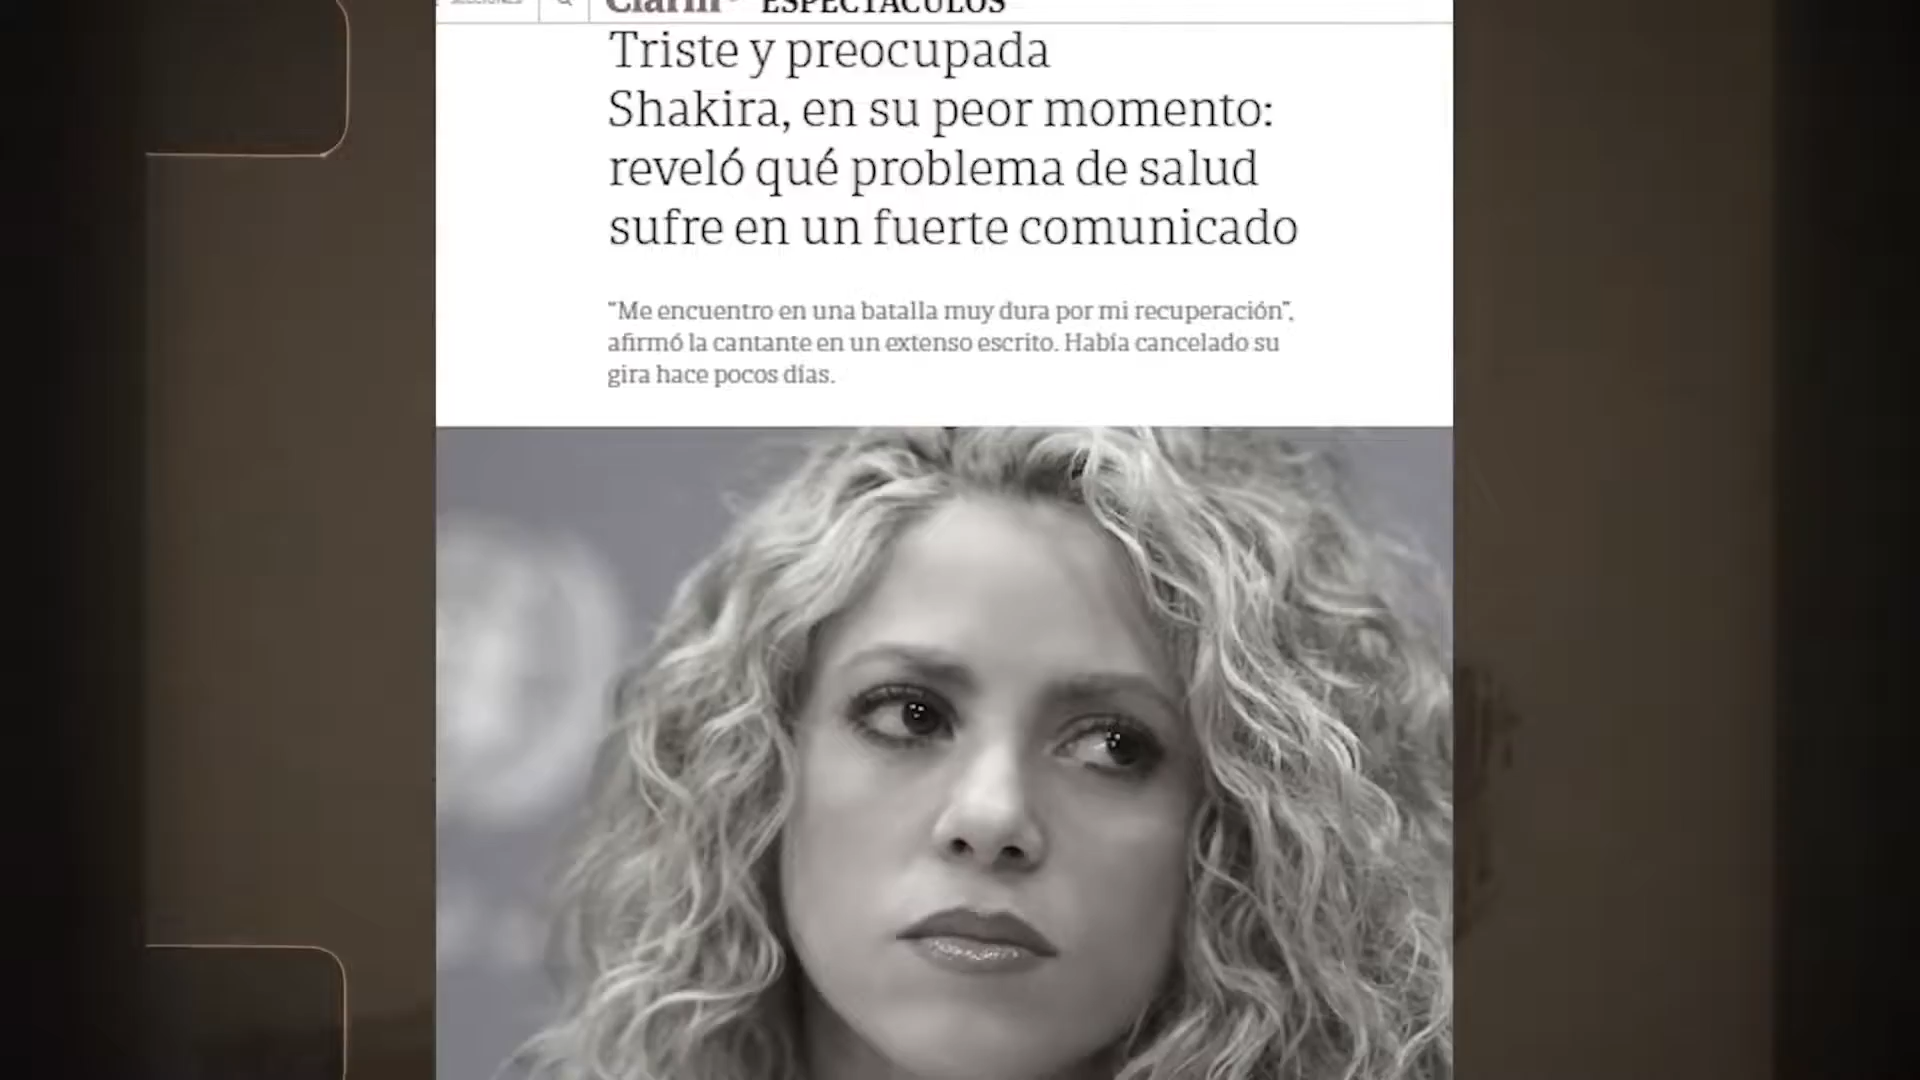 Clarín ESPECTÁCULOS
Triste y preocupada
Shakira, en su peor momento:
reveló qué problema de salud
sufre en un fuerte comunicado
“Me encuentro en una batalla muy dura por mi recuperación”,
afirmó la cantante en un extenso escrito. Había cancelado su
gira hace pocos días.